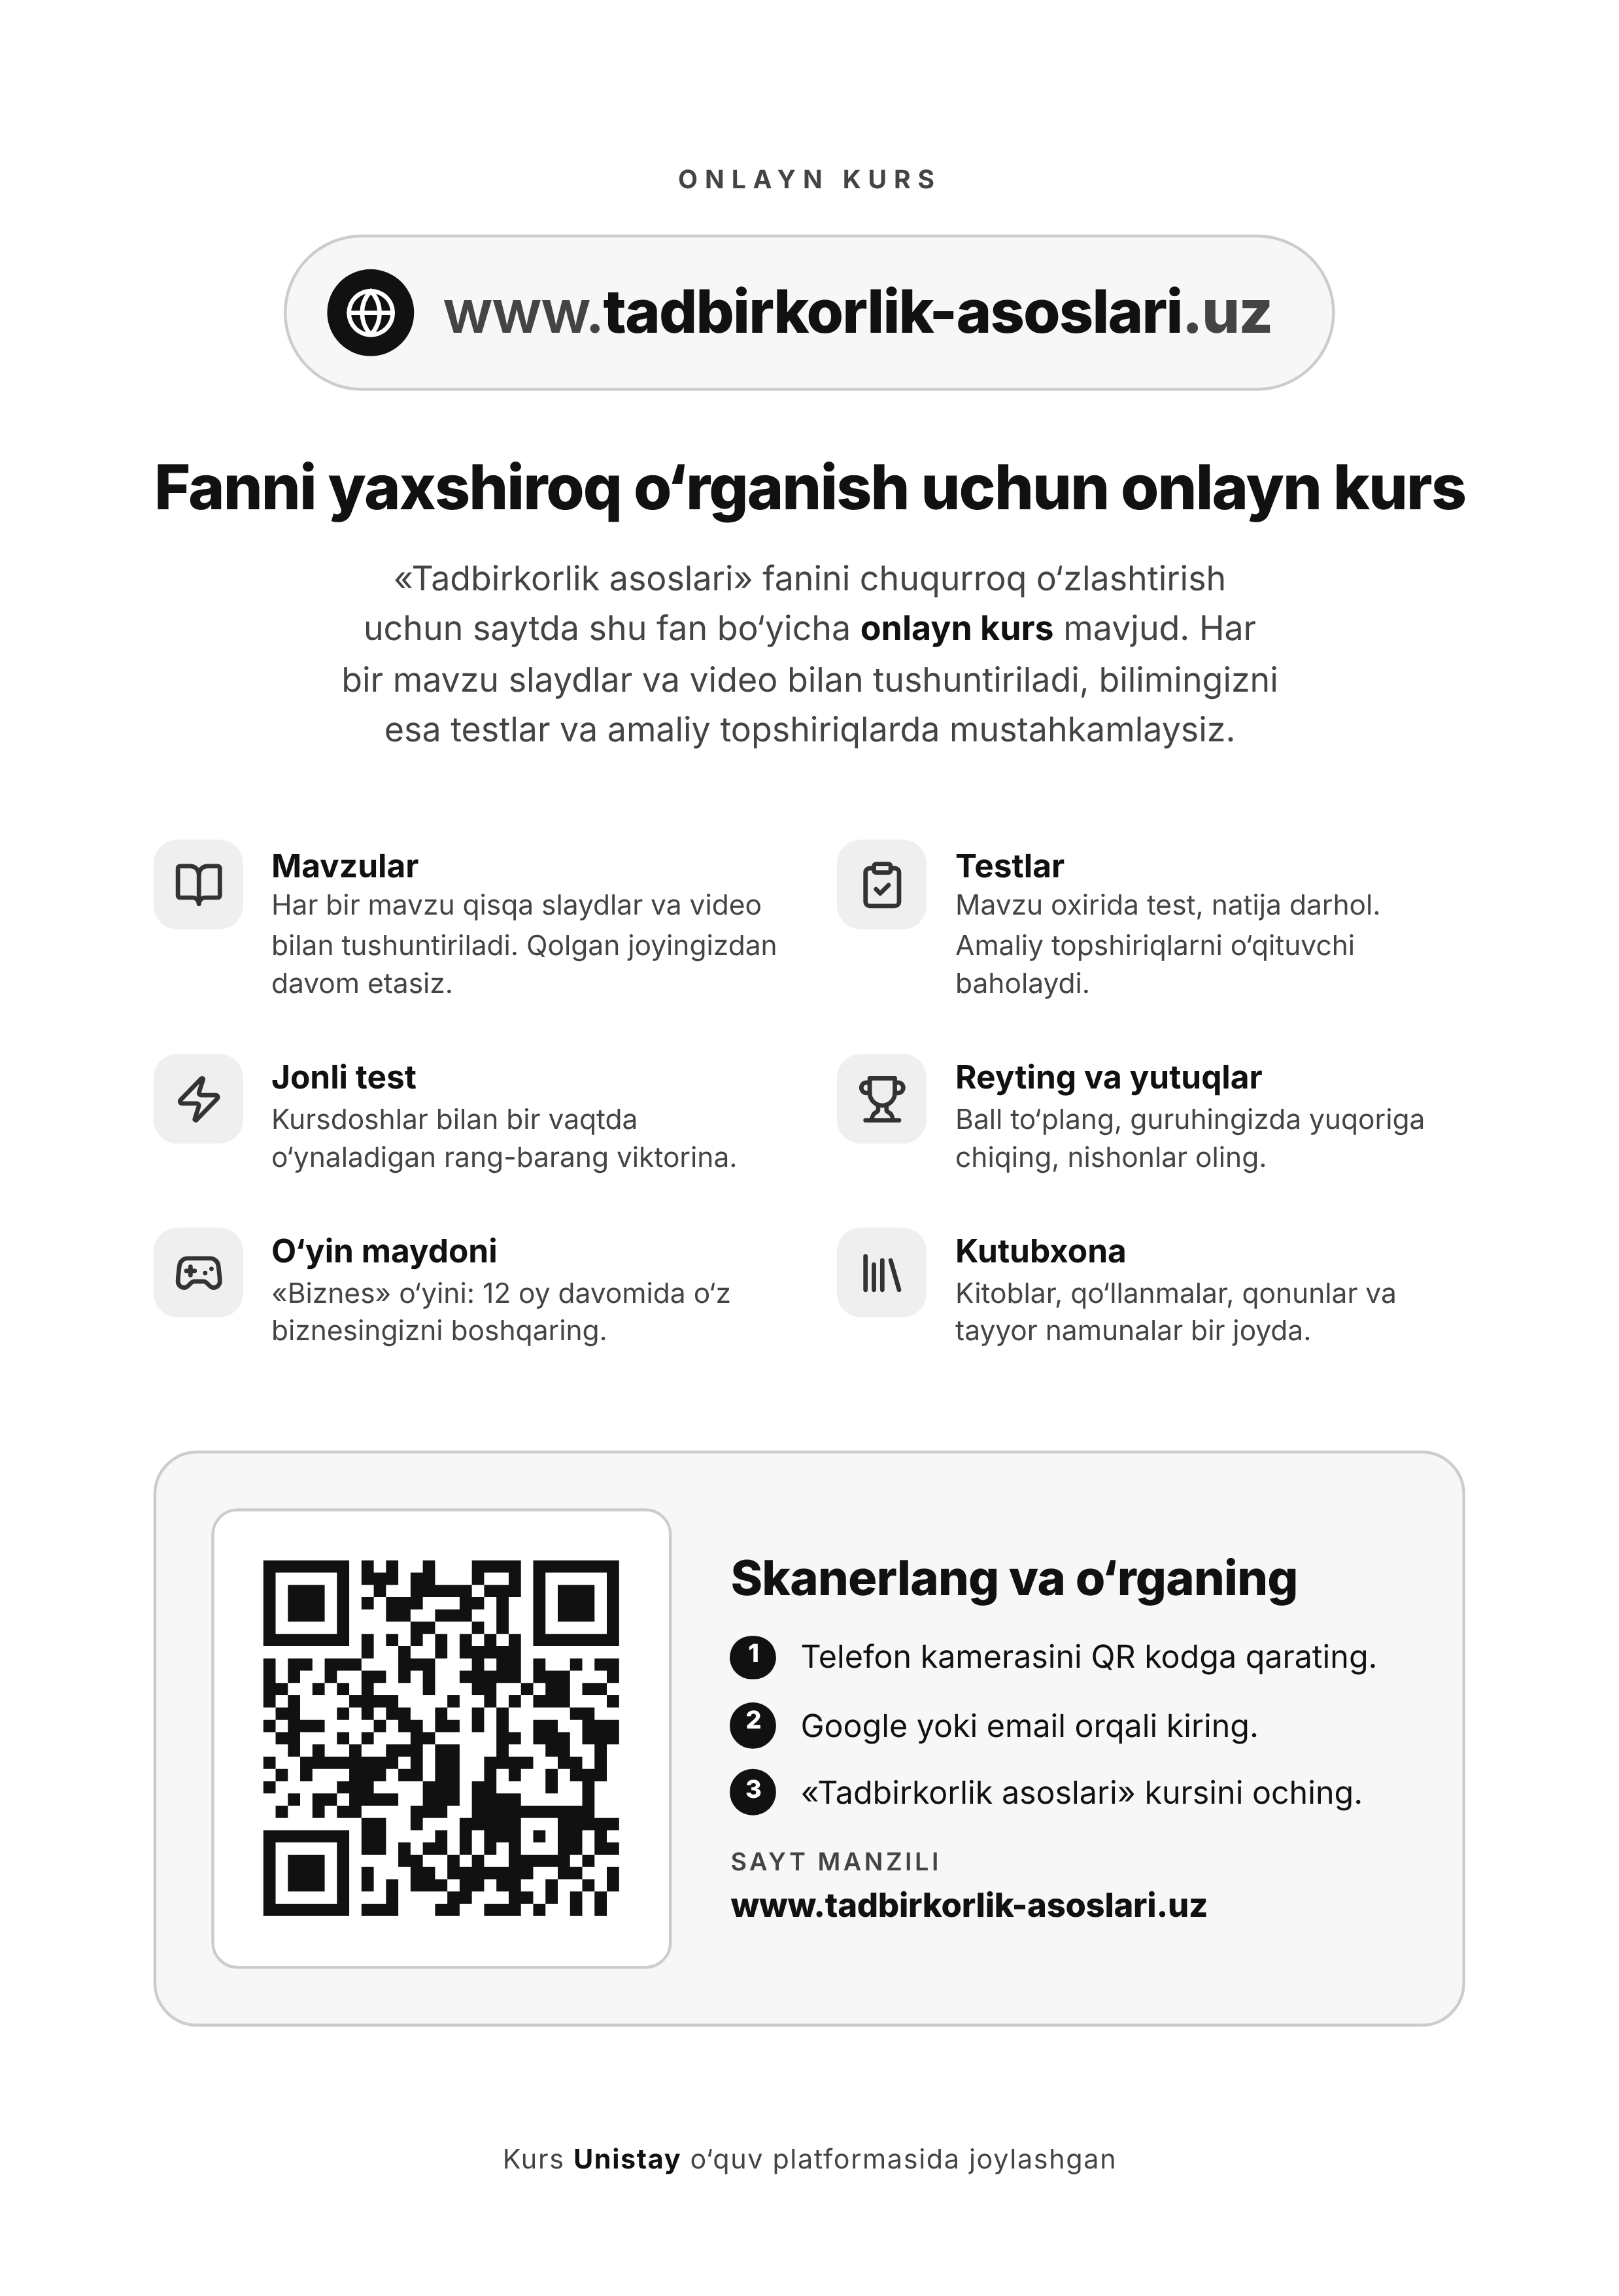 ONLAYN KURS
www.tadbirkorlik-asoslari.uz
Fanni yaxshiroq oʻrganish uchun onlayn kurs
«Tadbirkorlik asoslari» fanini chuqurroq oʻzlashtirish
uchun saytda shu fan boʻyicha onlayn kurs mavjud. Har
bir mavzu slaydlar va video bilan tushuntiriladi, bilimingizni
esa testlar va amaliy topshiriqlarda mustahkamlaysiz.
Mavzular
Har bir mavzu qisqa slaydlar va video
bilan tushuntiriladi. Qolgan joyingizdan
davom etasiz.
Testlar
Mavzu oxirida test, natija darhol.
Amaliy topshiriqlarni oʻqituvchi
baholaydi.
Jonli test
Kursdoshlar bilan bir vaqtda
oʻynaladigan rang-barang viktorina.
Reyting va yutuqlar
Ball toʻplang, guruhingizda yuqoriga
chiqing, nishonlar oling.
Oʻyin maydoni
«Biznes» oʻyini: 12 oy davomida oʻz
biznesingizni boshqaring.
Kutubxona
Kitoblar, qoʻllanmalar, qonunlar va
tayyor namunalar bir joyda.
Skanerlang va oʻrganing
1 Telefon kamerasini QR kodga qarating.
2 Google yoki email orqali kiring.
3 «Tadbirkorlik asoslari» kursini oching.
SAYT MANZILI
www.tadbirkorlik-asoslari.uz
Kurs Unistay oʻquv platformasida joylashgan